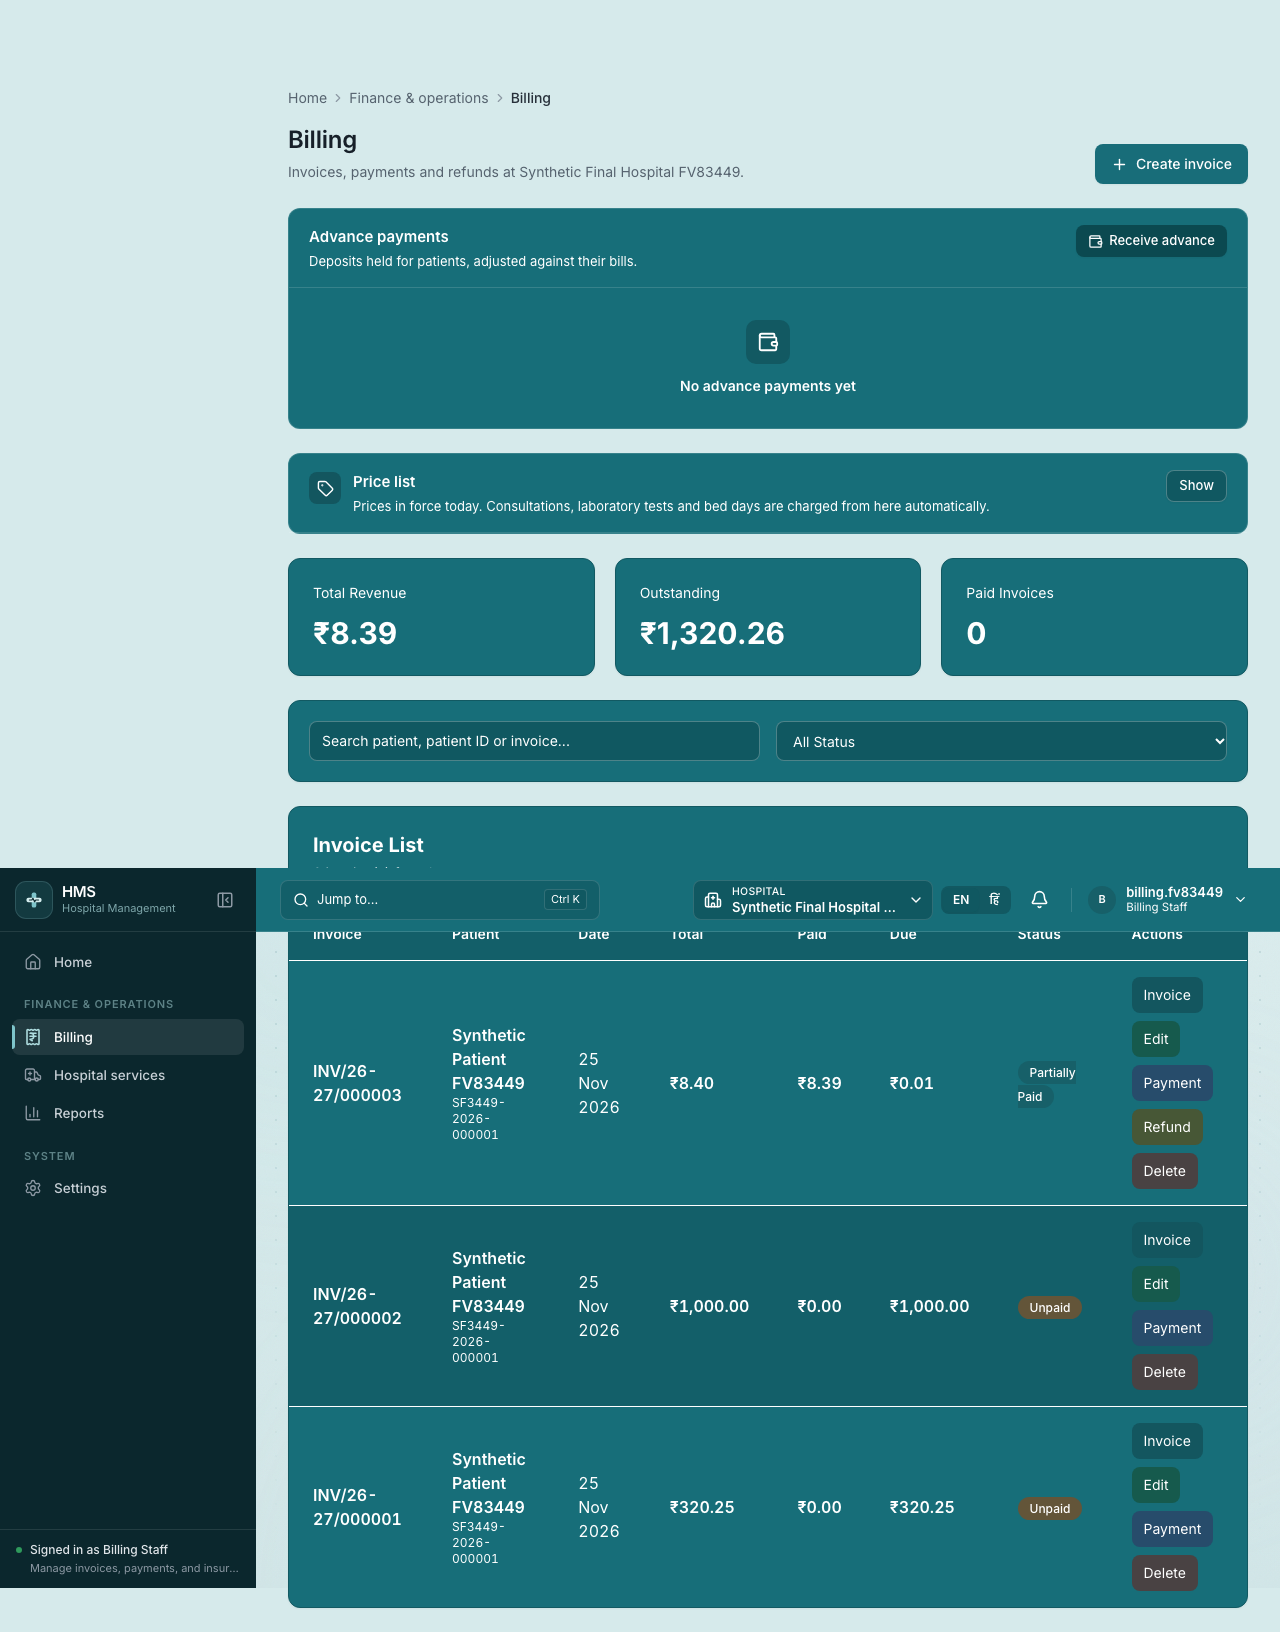 Home > Finance & operations > Billing
Billing
Invoices, payments and refunds at Synthetic Final Hospital FV83449.
Create invoice
Advance payments
Deposits held for patients, adjusted against their bills.
Receive advance
No advance payments yet
Price list
Prices in force today. Consultations, laboratory tests and bed days are charged from here automatically.
Show
Total Revenue
₹8.39
Outstanding
₹1,320.26
Paid Invoices
0
Search patient, patient ID or invoice...
All Status
Invoice List
HMS
Hospital Management
Jump to...
Ctrl K
HOSPITAL
Synthetic Final Hospital ...
EN
हिं
B
billing.fv83449
Billing Staff
Home
FINANCE & OPERATIONS
Billing
Hospital services
Reports
SYSTEM
Settings
Signed in as Billing Staff
Manage invoices, payments, and insur...
Invoice Patient Date Total Paid Due Status Actions
INV/26-
27/000003
Synthetic
Patient
FV83449
SF3449-
2026-
000001
25
Nov
2026
₹8.40
₹8.39
₹0.01
Partially
Paid
Invoice
Edit
Payment
Refund
Delete
INV/26-
27/000002
Synthetic
Patient
FV83449
SF3449-
2026-
000001
25
Nov
2026
₹1,000.00
₹0.00
₹1,000.00
Unpaid
Invoice
Edit
Payment
Delete
INV/26-
27/000001
Synthetic
Patient
FV83449
SF3449-
2026-
000001
25
Nov
2026
₹320.25
₹0.00
₹320.25
Unpaid
Invoice
Edit
Payment
Delete